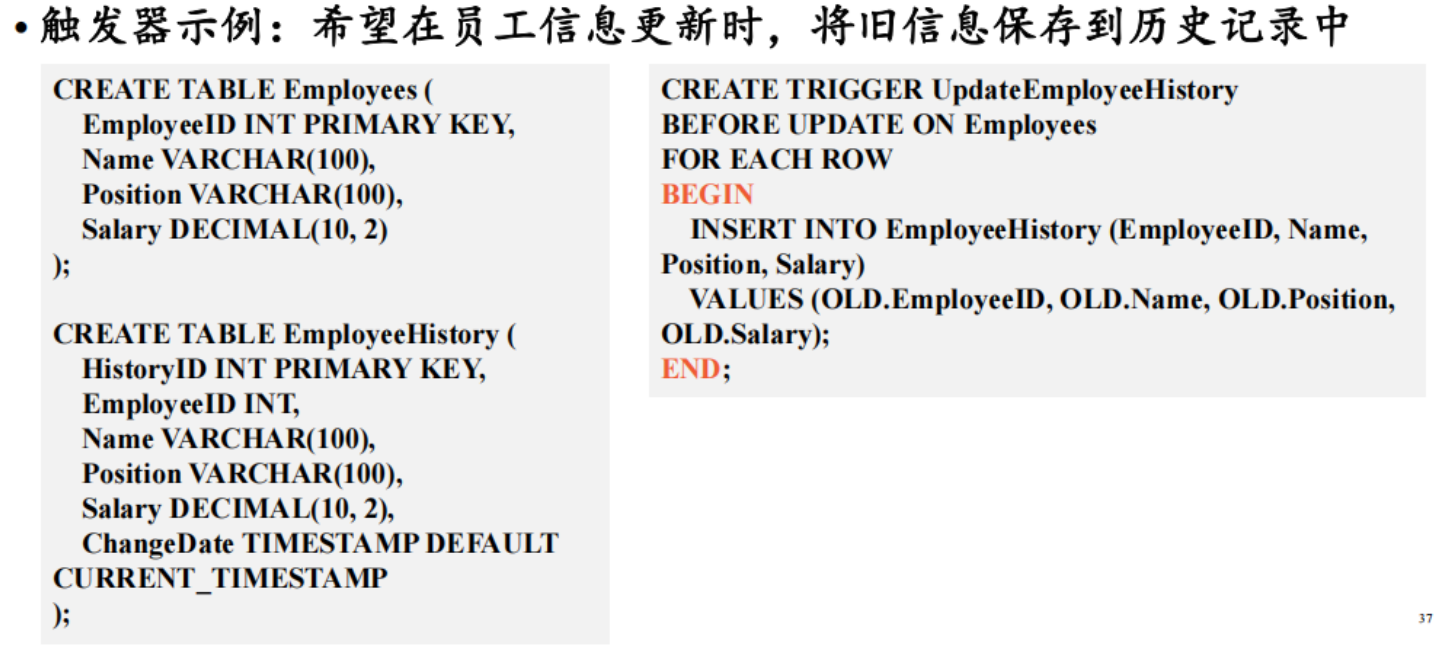 • 触发器示例：希望在员工信息更新时，将旧信息保存到历史记录中
CREATE TABLE Employees (
EmployeeID INT PRIMARY KEY,
Name VARCHAR(100),
Position VARCHAR(100),
Salary DECIMAL(10, 2)
);
CREATE TABLE EmployeeHistory (
HistoryID INT PRIMARY KEY,
EmployeeID INT,
Name VARCHAR(100),
Position VARCHAR(100),
Salary DECIMAL(10, 2),
ChangeDate TIMESTAMP DEFAULT
CURRENT_TIMESTAMP
);
CREATE TRIGGER UpdateEmployeeHistory
BEFORE UPDATE ON Employees
FOR EACH ROW
BEGIN
INSERT INTO EmployeeHistory (EmployeeID, Name,
Position, Salary)
VALUES (OLD.EmployeeID, OLD.Name, OLD.Position,
OLD.Salary);
END;
37